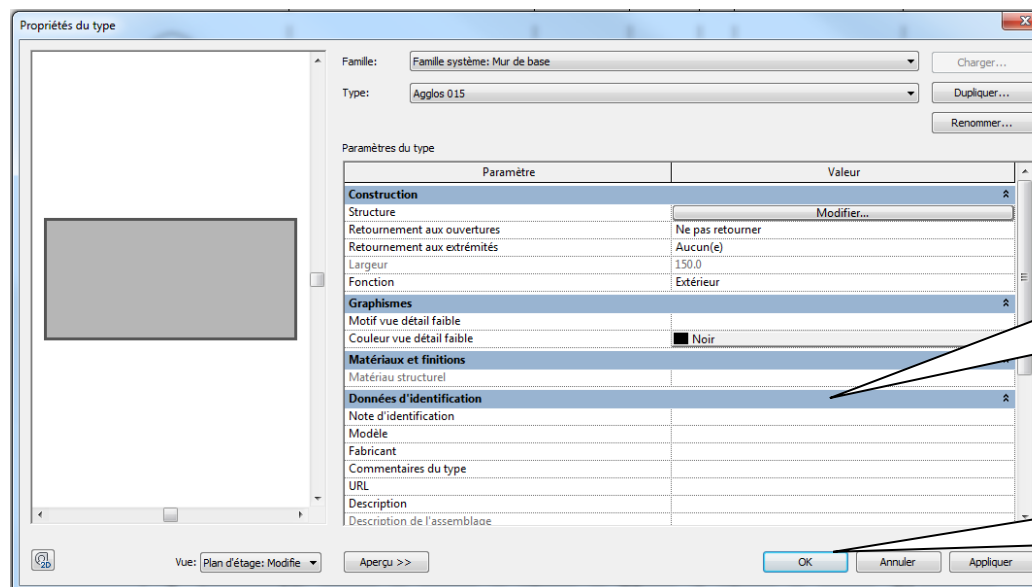 Propriétés du type
Famille: Famille système: Mur de base Charger...
Type: Agglos 015 Dupliquer...
Renommer...
Paramètres du type
Paramètre Valeur
Construction
Structure Modifier...
Retournement aux ouvertures Ne pas retourner
Retournement aux extrémités Aucun(e)
Largeur 150.0
Fonction Extérieur
Graphismes
Motif vue détail faible
Couleur vue détail faible Noir
Matériaux et finitions
Matériau structurel
Données d'identification
Note d'identification
Modèle
Fabricant
Commentaires du type
URL
Description
Description de l'assemblage
2D Vue: Plan d'étage: Modifie Aperçu >> OK Annuler Appliquer